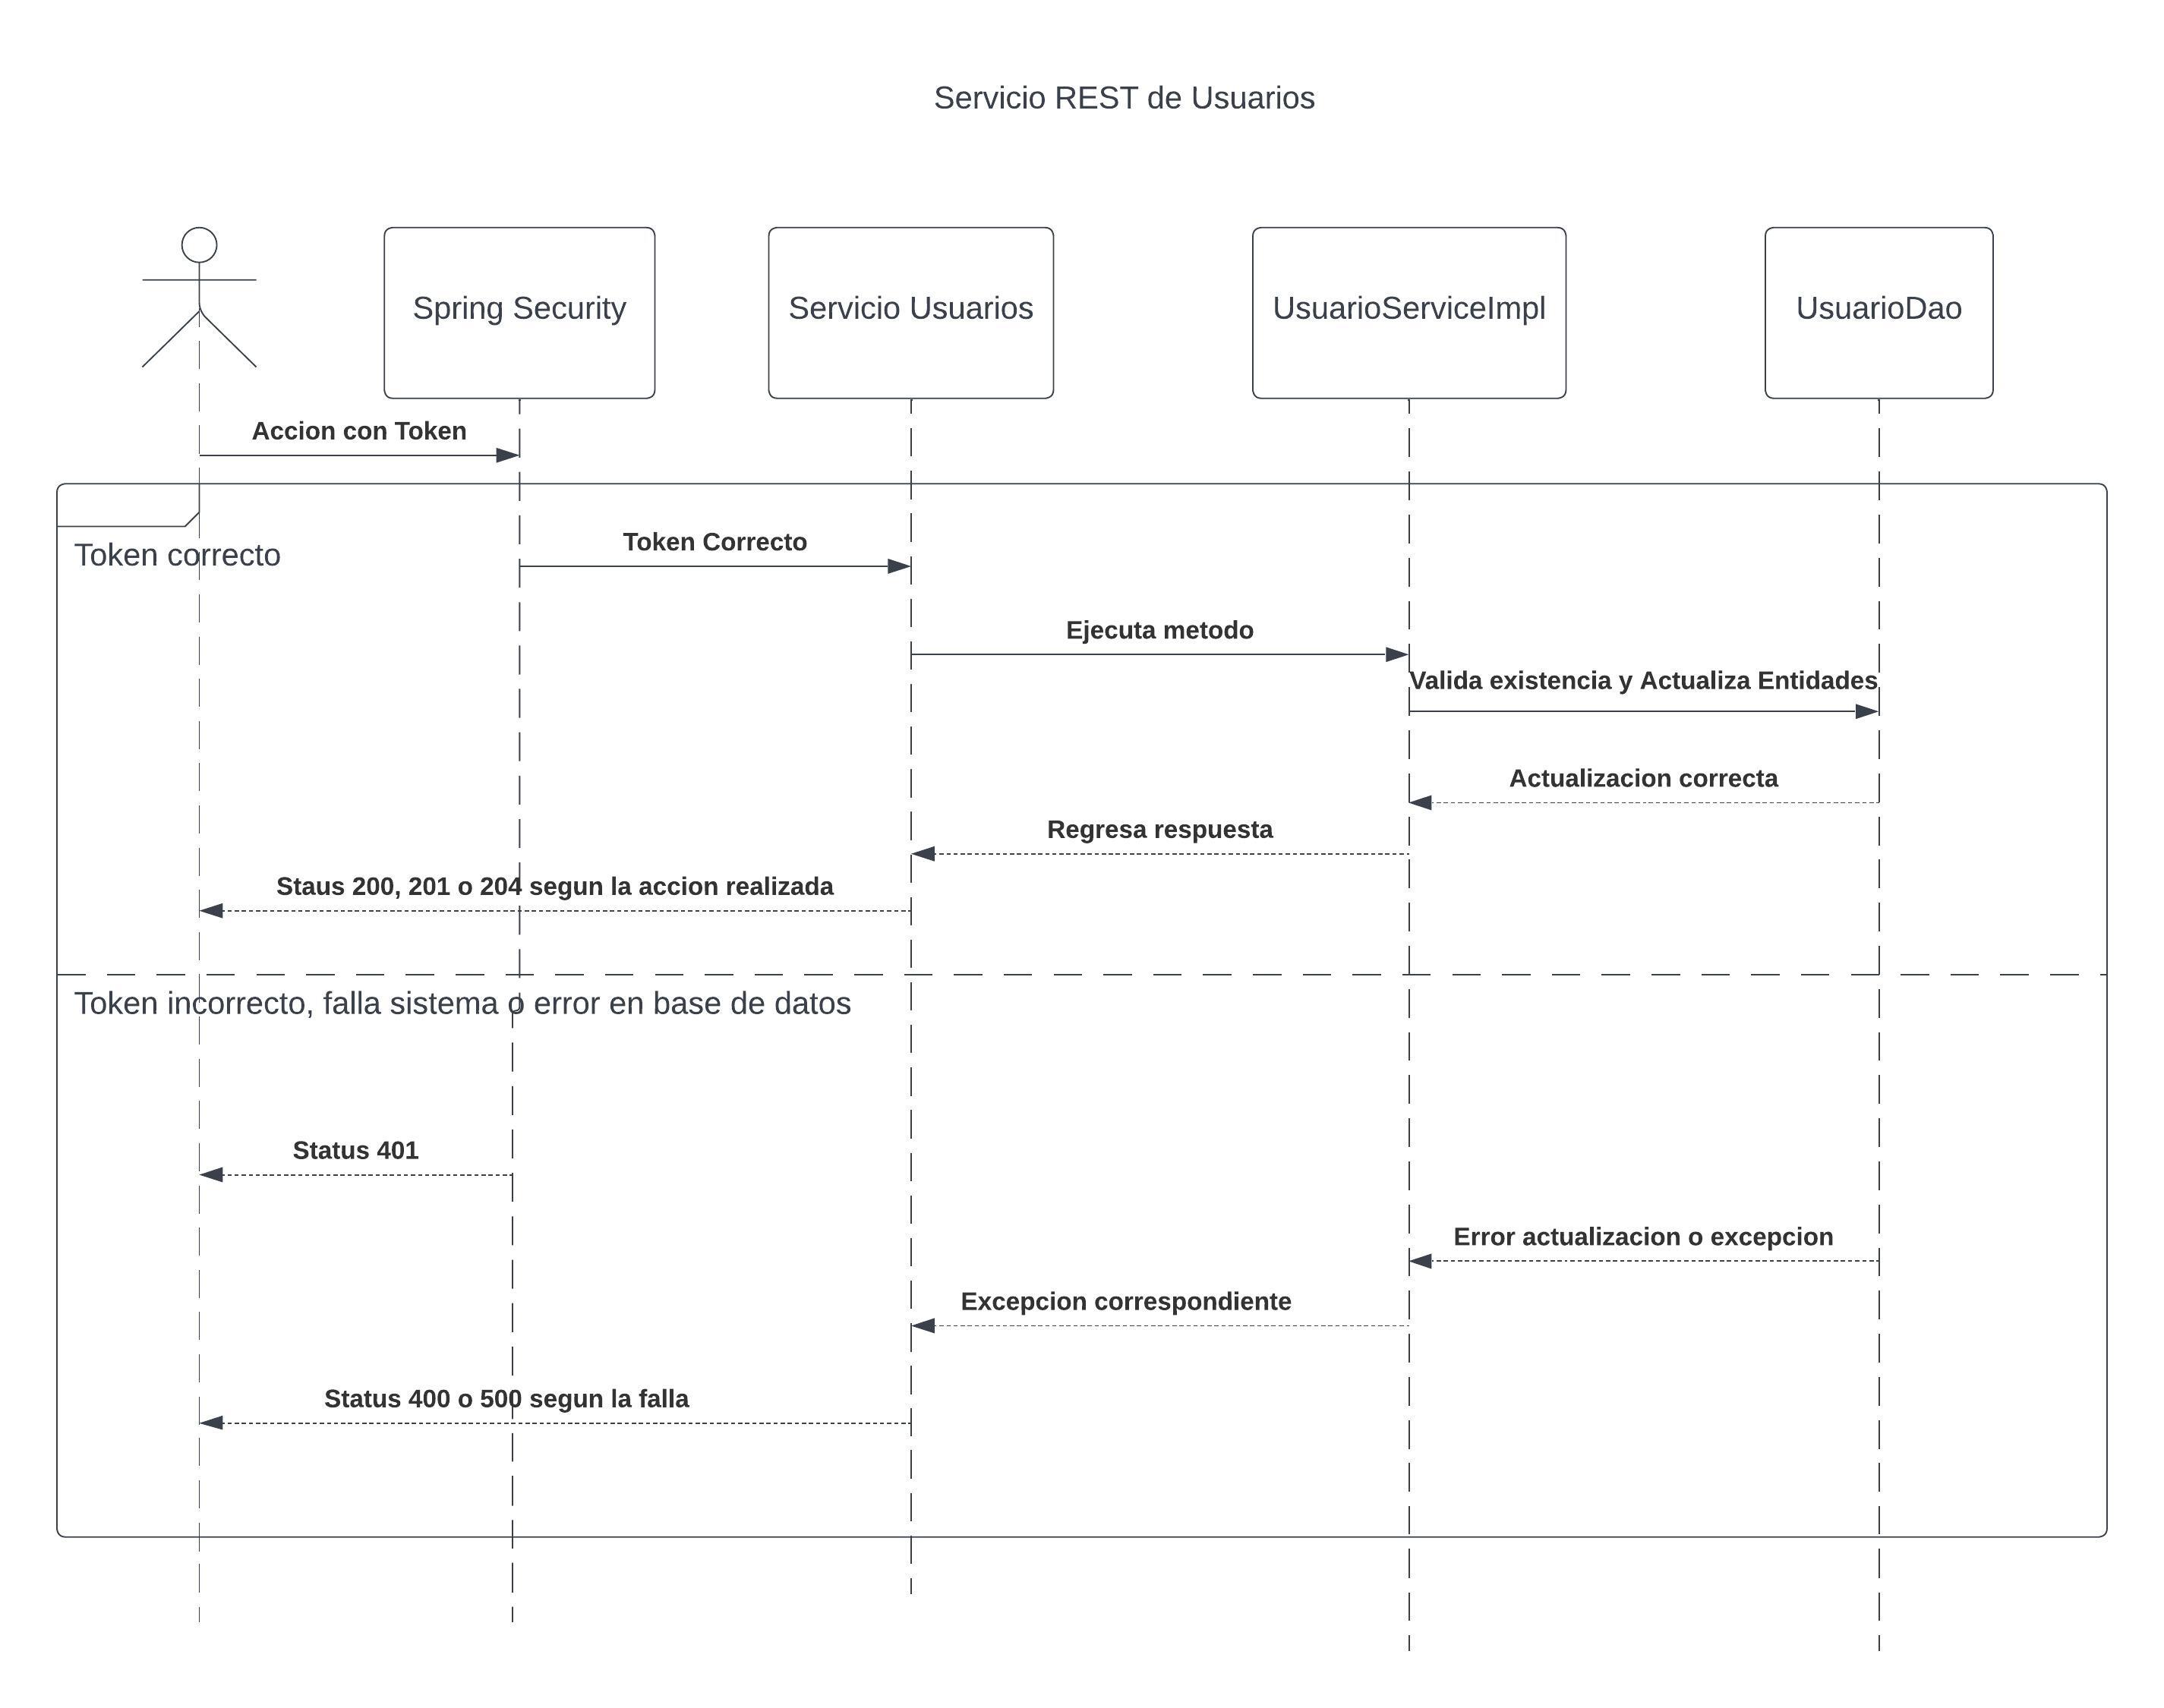 Servicio REST de Usuarios
Spring Security
Servicio Usuarios
UsuarioServiceImpl
UsuarioDao
Accion con Token
Token correcto
Token Correcto
Ejecuta metodo
Valida existencia y Actualiza Entidades
Actualizacion correcta
Regresa respuesta
Staus 200, 201 o 204 segun la accion realizada
Token incorrecto, falla sistema o error en base de datos
Status 401
Error actualizacion o excepcion
Excepcion correspondiente
Status 400 o 500 segun la falla